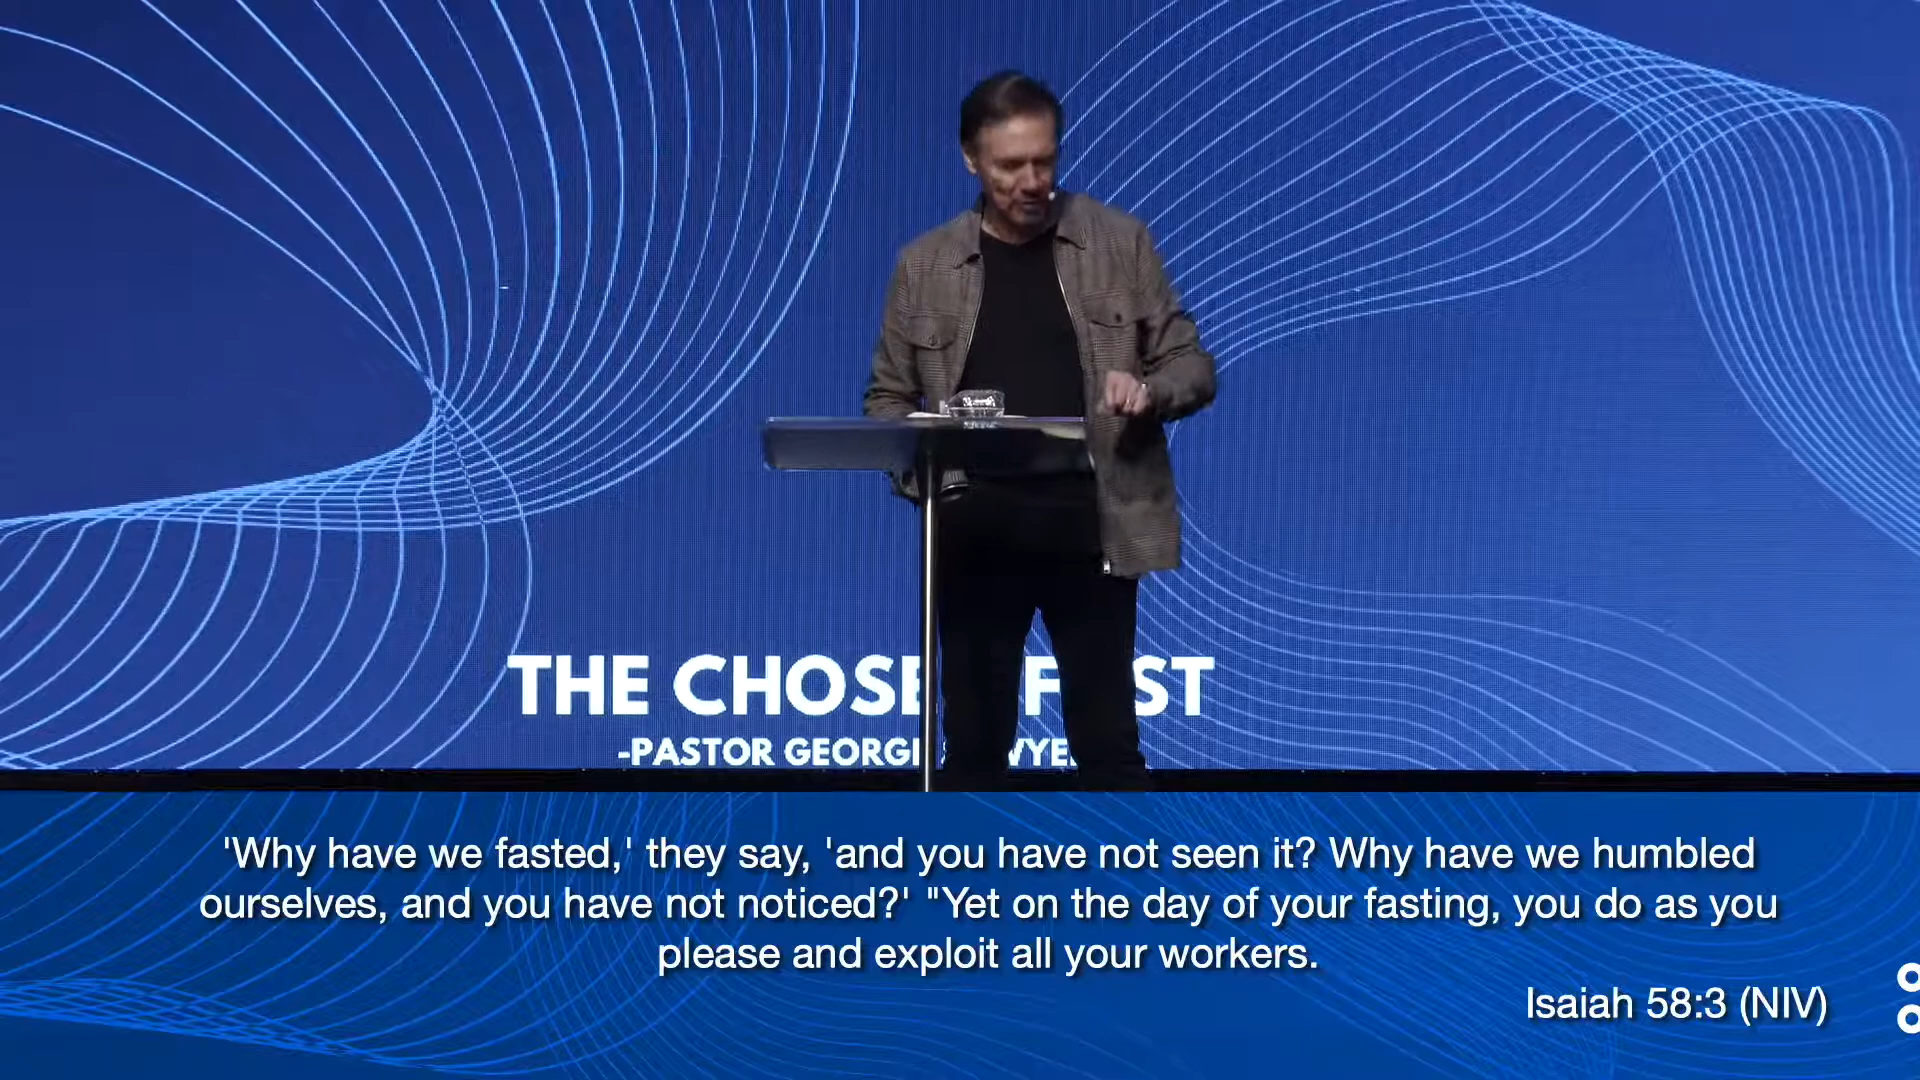 THE CHOSE F ST
-PASTOR GEORG WYE
'Why have we fasted,' they say, 'and you have not seen it? Why have we humbled
ourselves, and you have not noticed?' "Yet on the day of your fasting, you do as you
please and exploit all your workers.
Isaiah 58:3 (NIV)